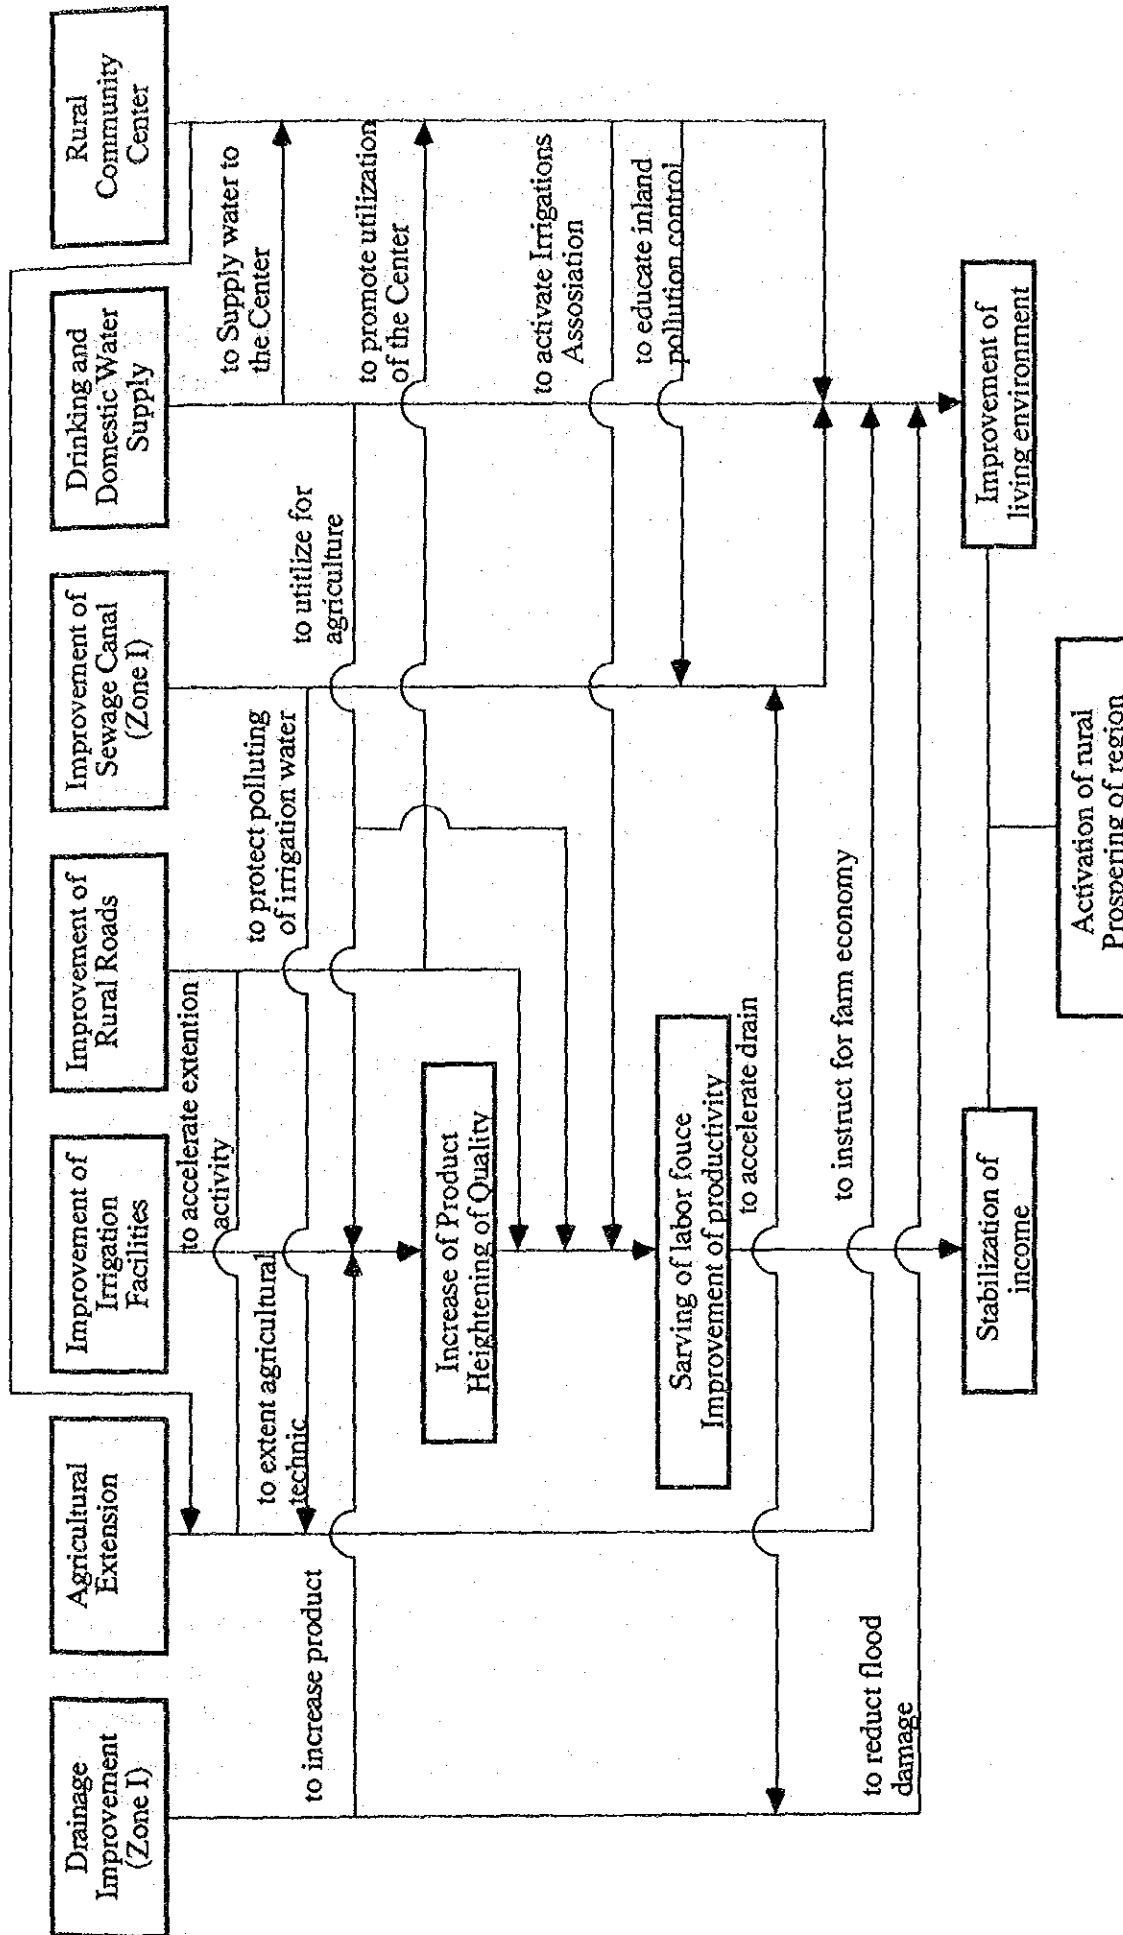 Drainage
Improvement
(Zone I)
Agricultural
Extension
Improvement of
Irrigation
Facilities
Improvement of
Rural Roads
Improvement of
Sewage Canal
(Zone I)
Drinking and
Domestic Water
Supply
Rural
Community
Center
to accelerate extention
activity
to Supply water to
the Center
to extent agricultural
technic
to protect polluting
of irrigation water
to utitlize for
agriculture
to promote utilization
of the Center
to increase product
Increase of Product
Heightening of Quality
to activate Irrigations
Assosiation
to educate inland
pollution control
Sarving of labor fouce
Improvement of productivity
to accelerate drain
to instruct for farm economy
to reduct flood
damage
Stabilization of
income
Improvement of
living environment
Activation of rural
Prospering of region